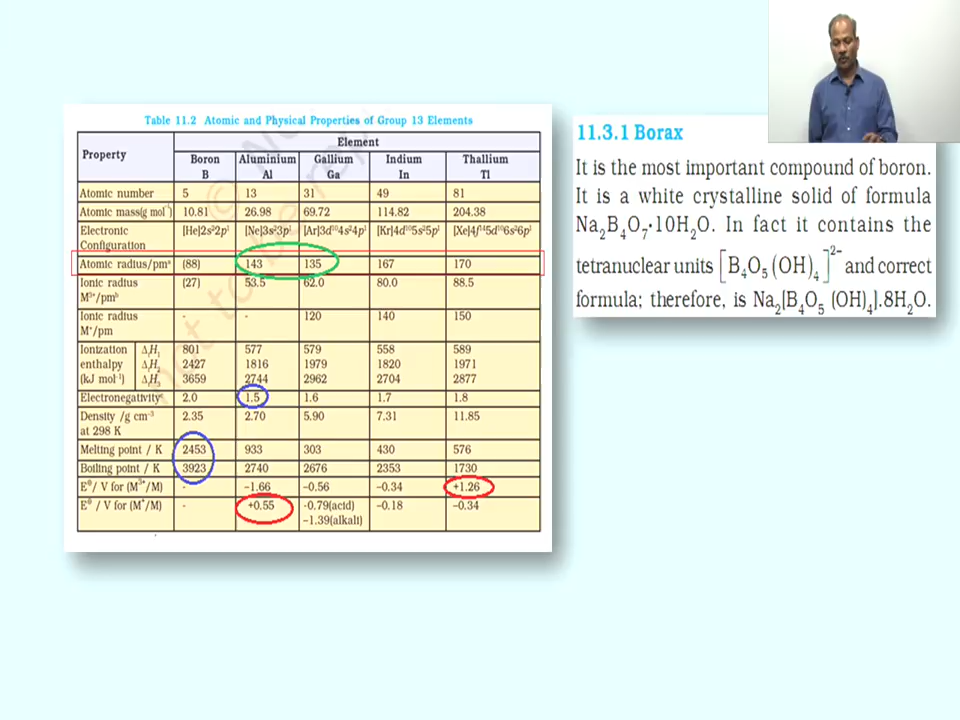 Table 11.2 Atomic and Physical Properties of Group 13 Elements
Property Element
Boron B Aluminium Al Gallium Ga Indium In Thallium Tl
Atomic number 5 13 31 49 81
Atomic mass(g mol⁻¹) 10.81 26.98 69.72 114.82 204.38
Electronic Configuration [He]2s²2p¹ [Ne]3s²3p¹ [Ar]3d¹⁰4s²4p¹ [Kr]4d¹⁰5s²5p¹ [Xe]4f¹⁴5d¹⁰6s²6p¹
Atomic radius/pmᵃ (88) 143 135 167 170
Ionic radius M³⁺/pmᵇ (27) 53.5 62.0 80.0 88.5
Ionic radius M⁺/pm - - 120 140 150
Ionization enthalpy (kJ mol⁻¹) ΔᵢH₁ 801 577 579 558 589
ΔᵢH₂ 2427 1816 1979 1820 1971
ΔᵢH₃ 3659 2744 2962 2704 2877
Electronegativityᶜ 2.0 1.5 1.6 1.7 1.8
Density /g cm⁻³ at 298 K 2.35 2.70 5.90 7.31 11.85
Melting point / K 2453 933 303 430 576
Boiling point / K 3923 2740 2676 2353 1730
E⊖/ V for (M³⁺/M) - –1.66 –0.56 –0.34 +1.26
E⊖/ V for (M⁺/M) - +0.55 -0.79(acid) –0.18 –0.34
–1.39(alkali)
11.3.1 Borax
It is the most important compound of boron.
It is a white crystalline solid of formula
Na₂B₄O₇·10H₂O. In fact it contains the
tetranuclear units [B₄O₅(OH)₄]²⁻ and correct
formula; therefore, is Na₂[B₄O₅ (OH)₄].8H₂O.